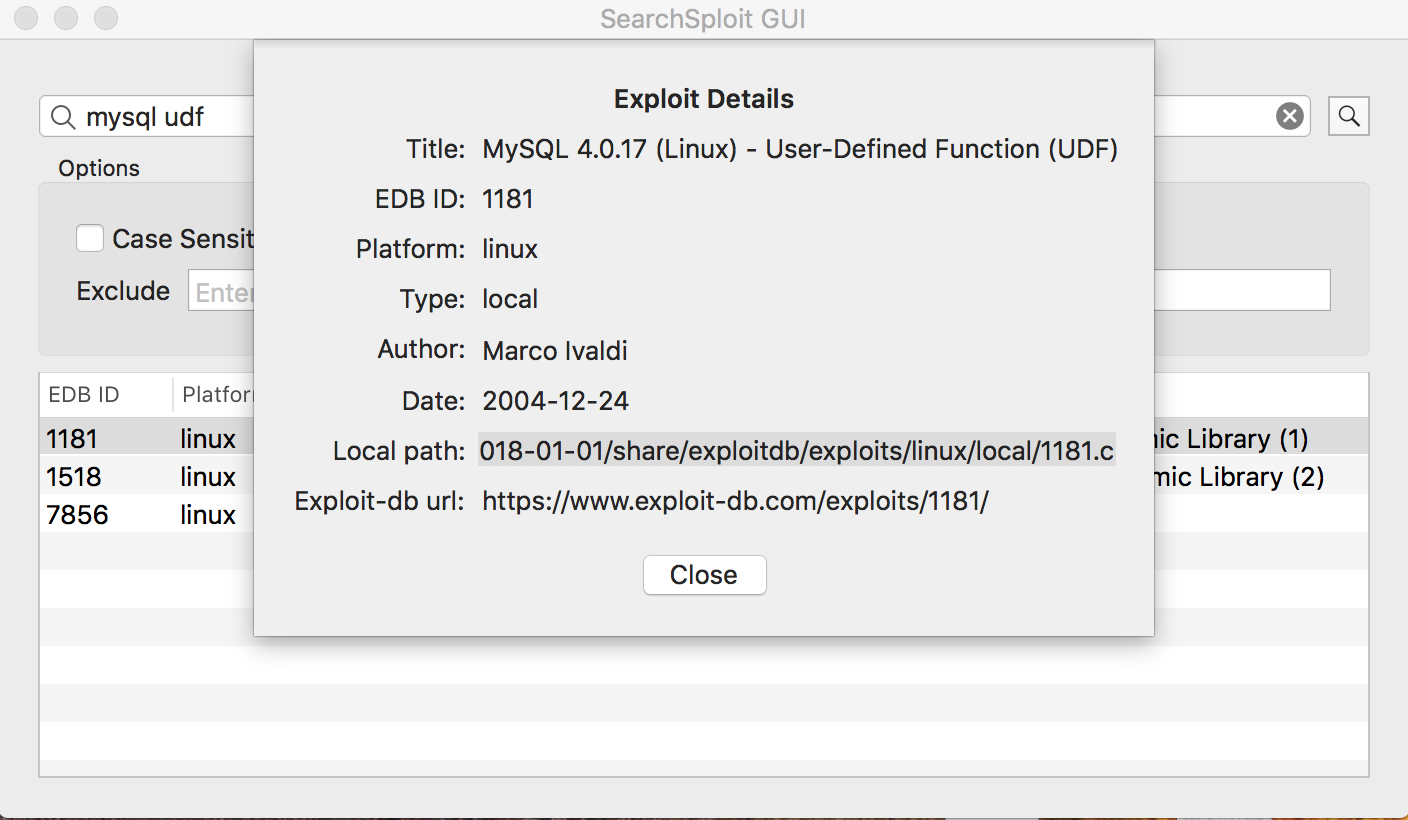 SearchSploit GUI
mysql udf
Options
Case Sensit
Exclude Enter
EDB ID Platfor
1181 linux ic Library (1)
1518 linux mic Library (2)
7856 linux
Exploit Details
Title: MySQL 4.0.17 (Linux) - User-Defined Function (UDF)
EDB ID: 1181
Platform: linux
Type: local
Author: Marco Ivaldi
Date: 2004-12-24
Local path: 018-01-01/share/exploitdb/exploits/linux/local/1181.c
Exploit-db url: https://www.exploit-db.com/exploits/1181/
Close